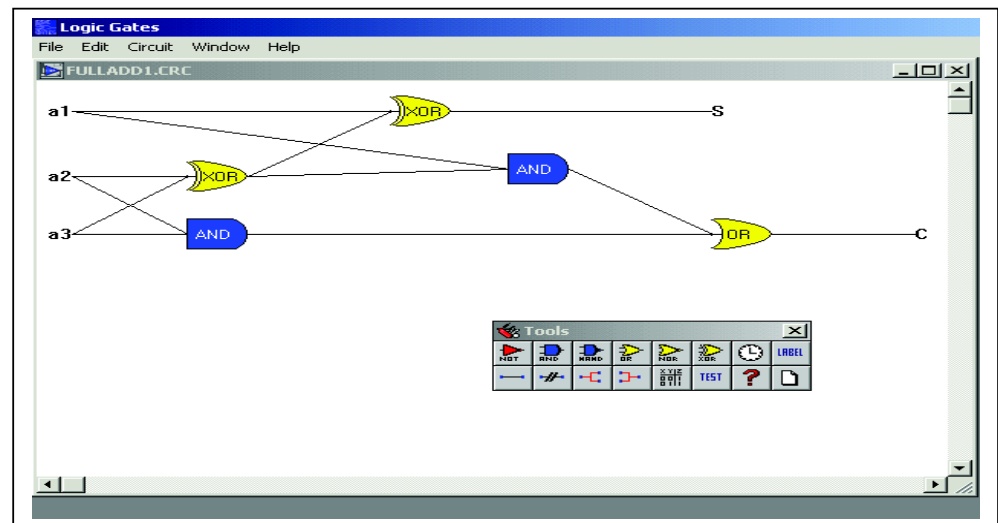 Logic Gates
File Edit Circuit Window Help
FULLADD1.CRC
a1
XOR
S
a2
XOR
AND
a3
AND
OR
C
Tools
NOT AND NAND OR NOR XOR LABEL
X Y Z TEST ?